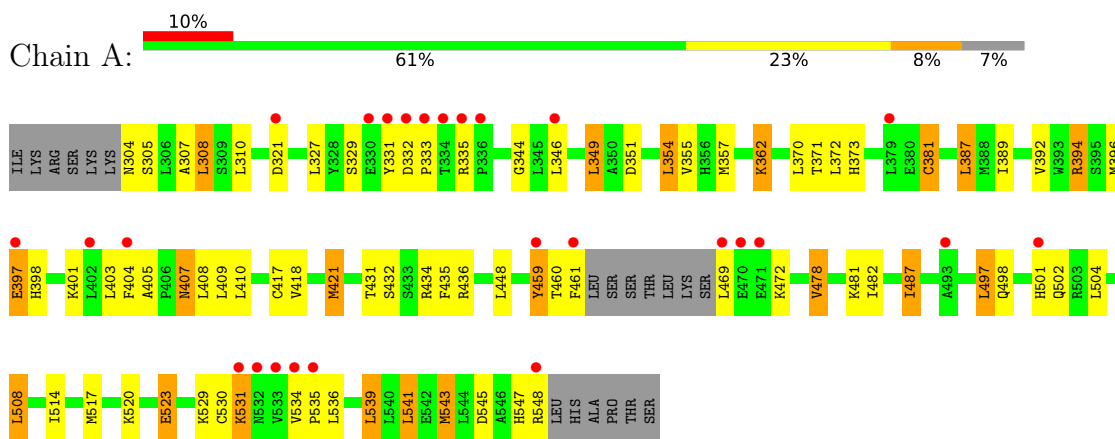 10%
Chain A:
61% 23% 8% 7%
ILE LYS ARG SER LYS LYS N304 S305 L306 A307 L308 S309 L310 D321 L327 Y328 S329 E330 Y331 D332 P333 T334 R335 P336 G344 L345 L346 L349 A350 D351 L354 V355 H356 M357 K362 L370 T371 L372 H373 L379 E380 C381 L387 M388 I389 V392 W393 R394 S395 M396
E397 H398 K401 L402 L403 F404 A405 P406 N407 L408 L409 L410 C417 V418 M421 T431 S432 S433 R434 F435 R436 L448 Y459 T460 F461 LEU SER SER THR LEU LYS SER L469 E470 E471 K472 V478 K481 I482 I487 A493 L497 Q498 H501 Q502 R503 L504
L508 I514 M517 K520 E523 K529 C530 K531 N532 V533 V534 P535 L536 L539 L540 L541 E542 M543 L544 D545 A546 H547 R548 LEU HIS ALA PRO THR SER